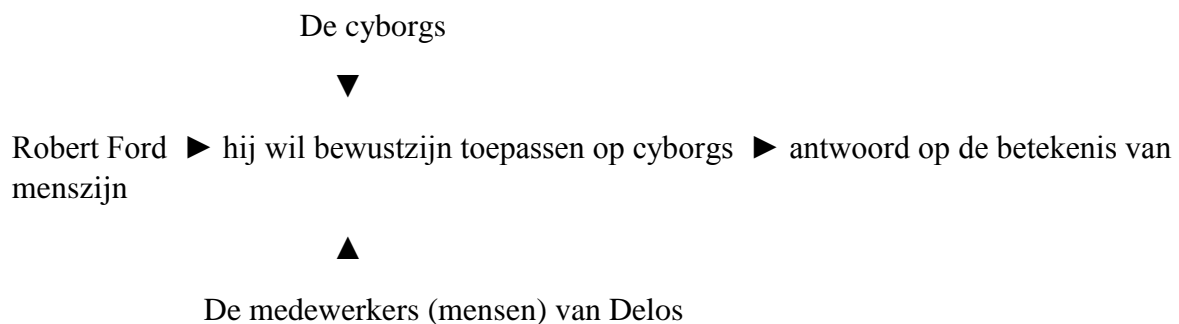 De cyborgs
▼
Robert Ford ► hij wil bewustzijn toepassen op cyborgs ► antwoord op de betekenis van
menszijn
▲
De medewerkers (mensen) van Delos